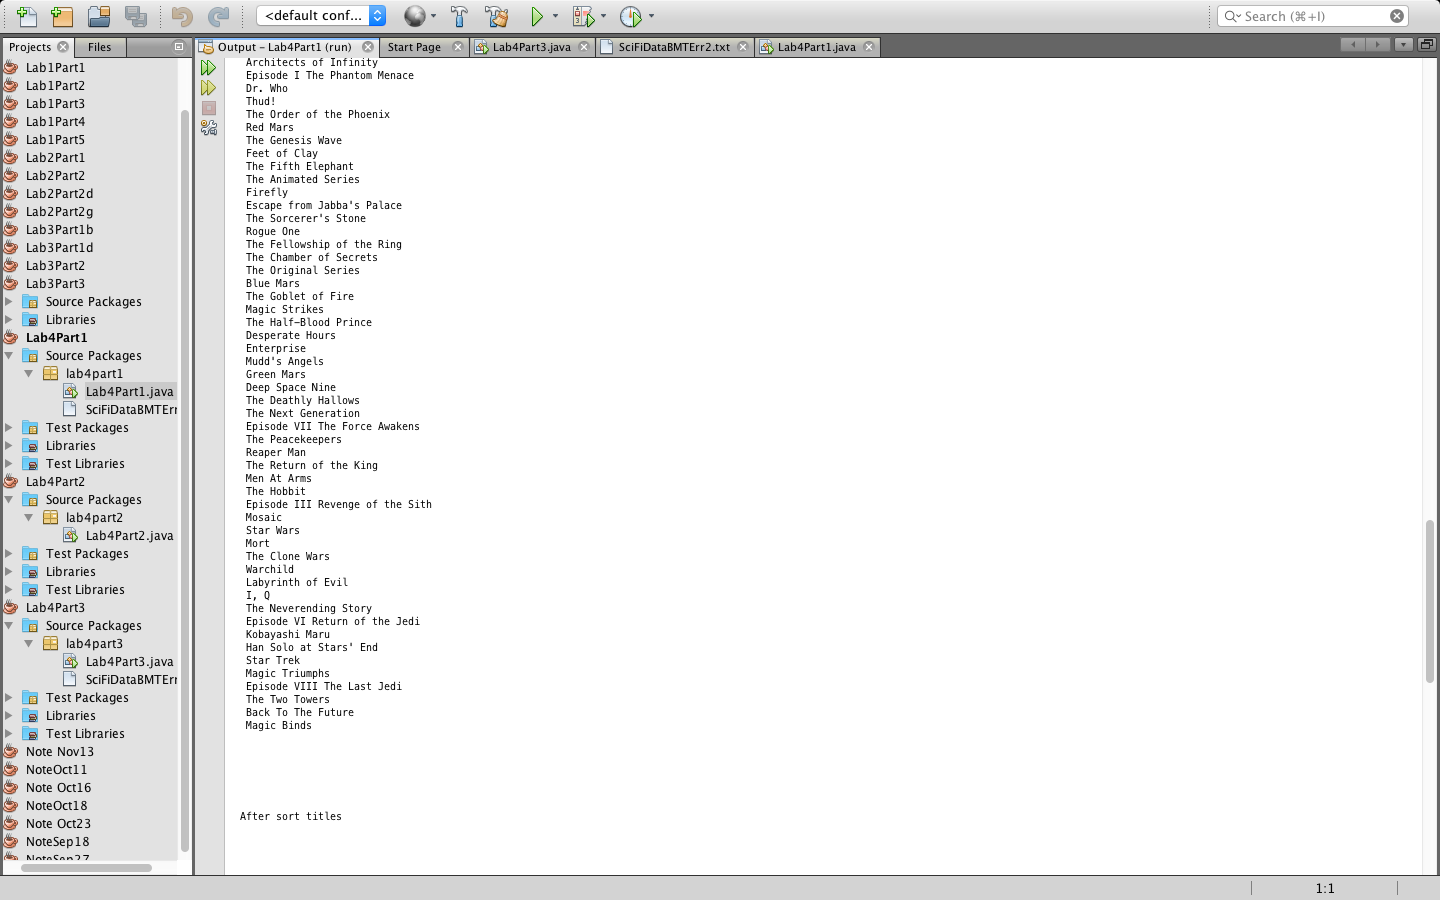 <default conf...
Search (⌘+I)
Projects
Files
Output – Lab4Part1 (run)
Start Page
Lab4Part3.java
SciFiDataBMTErr2.txt
Lab4Part1.java
Lab1Part1
Lab1Part2
Lab1Part3
Lab1Part4
Lab1Part5
Lab2Part1
Lab2Part2
Lab2Part2d
Lab2Part2g
Lab3Part1b
Lab3Part1d
Lab3Part2
Lab3Part3
Source Packages
Libraries
Lab4Part1
Source Packages
lab4part1
Lab4Part1.java
SciFiDataBMTErr
Test Packages
Libraries
Test Libraries
Lab4Part2
Source Packages
lab4part2
Lab4Part2.java
Test Packages
Libraries
Test Libraries
Lab4Part3
Source Packages
lab4part3
Lab4Part3.java
SciFiDataBMTErr
Test Packages
Libraries
Test Libraries
Note Nov13
NoteOct11
Note Oct16
NoteOct18
Note Oct23
NoteSep18
NoteSep27
Architects of Infinity
Episode I The Phantom Menace
Dr. Who
Thud!
The Order of the Phoenix
Red Mars
The Genesis Wave
Feet of Clay
The Fifth Elephant
The Animated Series
Firefly
Escape from Jabba's Palace
The Sorcerer's Stone
Rogue One
The Fellowship of the Ring
The Chamber of Secrets
The Original Series
Blue Mars
The Goblet of Fire
Magic Strikes
The Half-Blood Prince
Desperate Hours
Enterprise
Mudd's Angels
Green Mars
Deep Space Nine
The Deathly Hallows
The Next Generation
Episode VII The Force Awakens
The Peacekeepers
Reaper Man
The Return of the King
Men At Arms
The Hobbit
Episode III Revenge of the Sith
Mosaic
Star Wars
Mort
The Clone Wars
Warchild
Labyrinth of Evil
I, Q
The Neverending Story
Episode VI Return of the Jedi
Kobayashi Maru
Han Solo at Stars' End
Star Trek
Magic Triumphs
Episode VIII The Last Jedi
The Two Towers
Back To The Future
Magic Binds
After sort titles
1:1